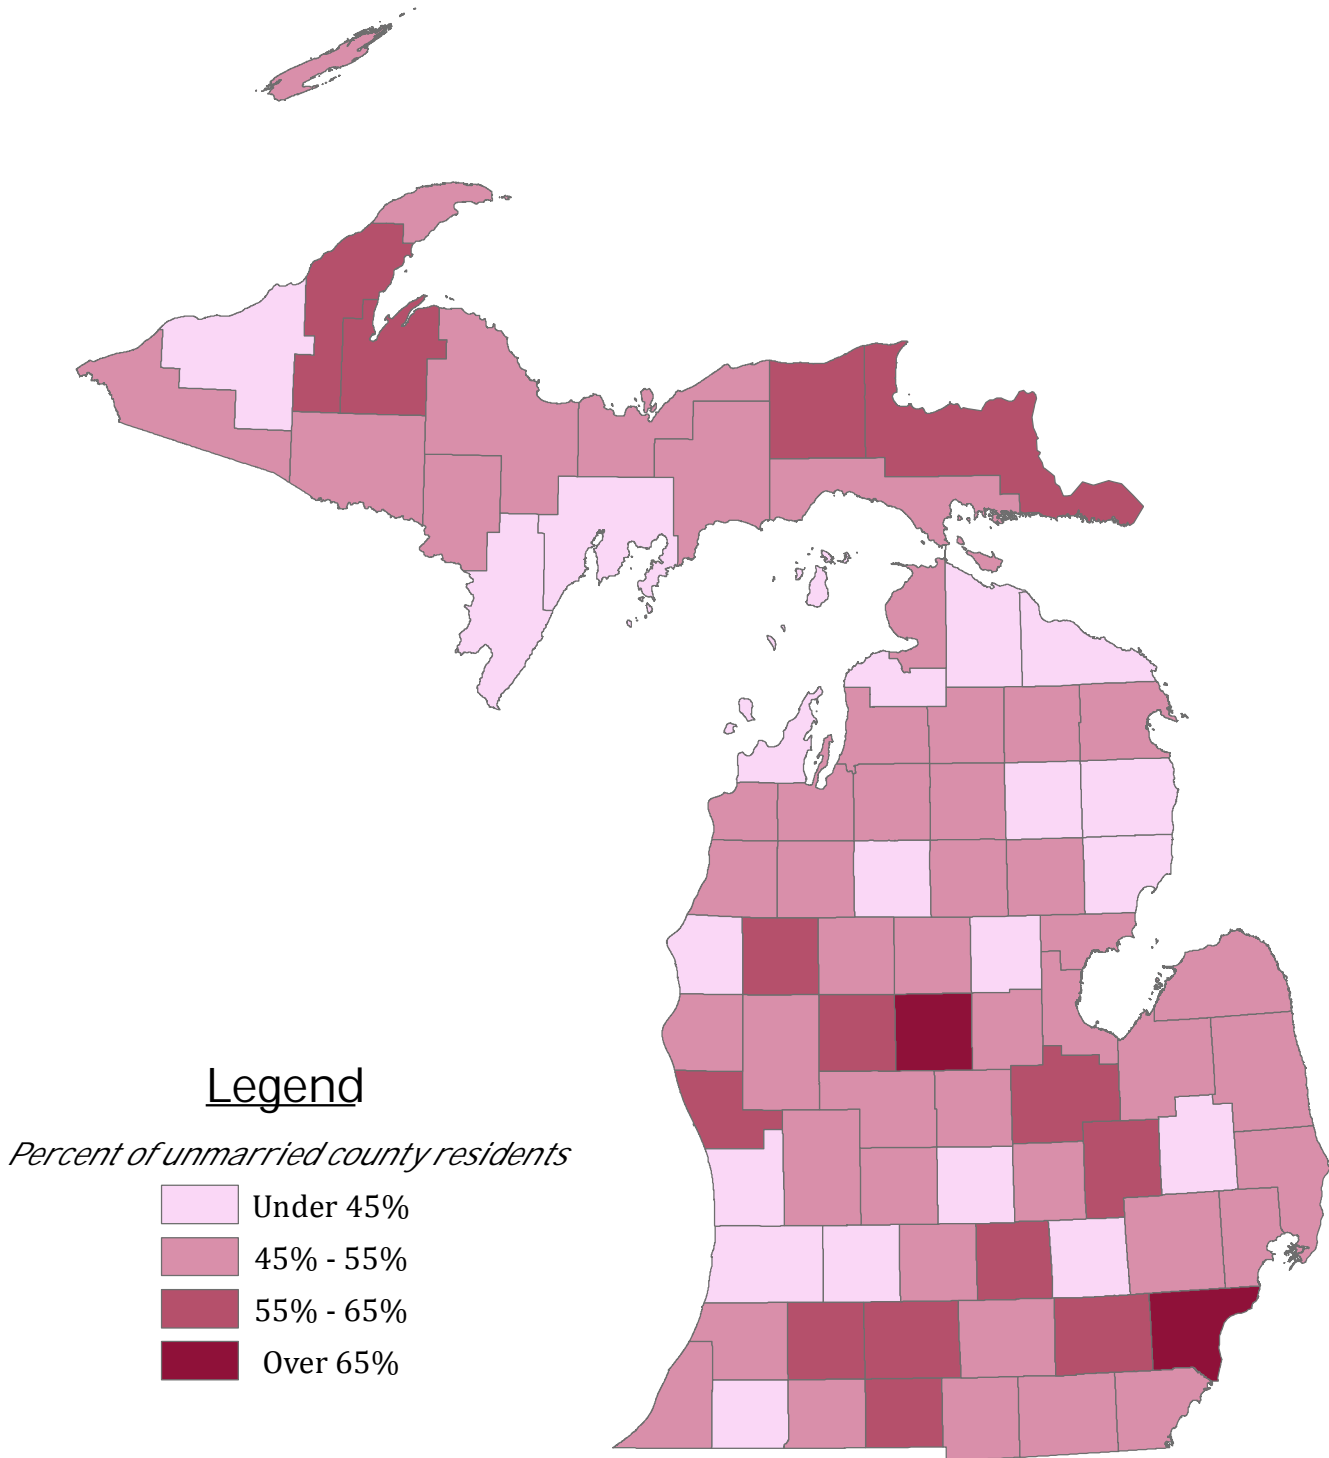 Legend
Percent of unmarried county residents
Under 45%
45% - 55%
55% - 65%
Over 65%